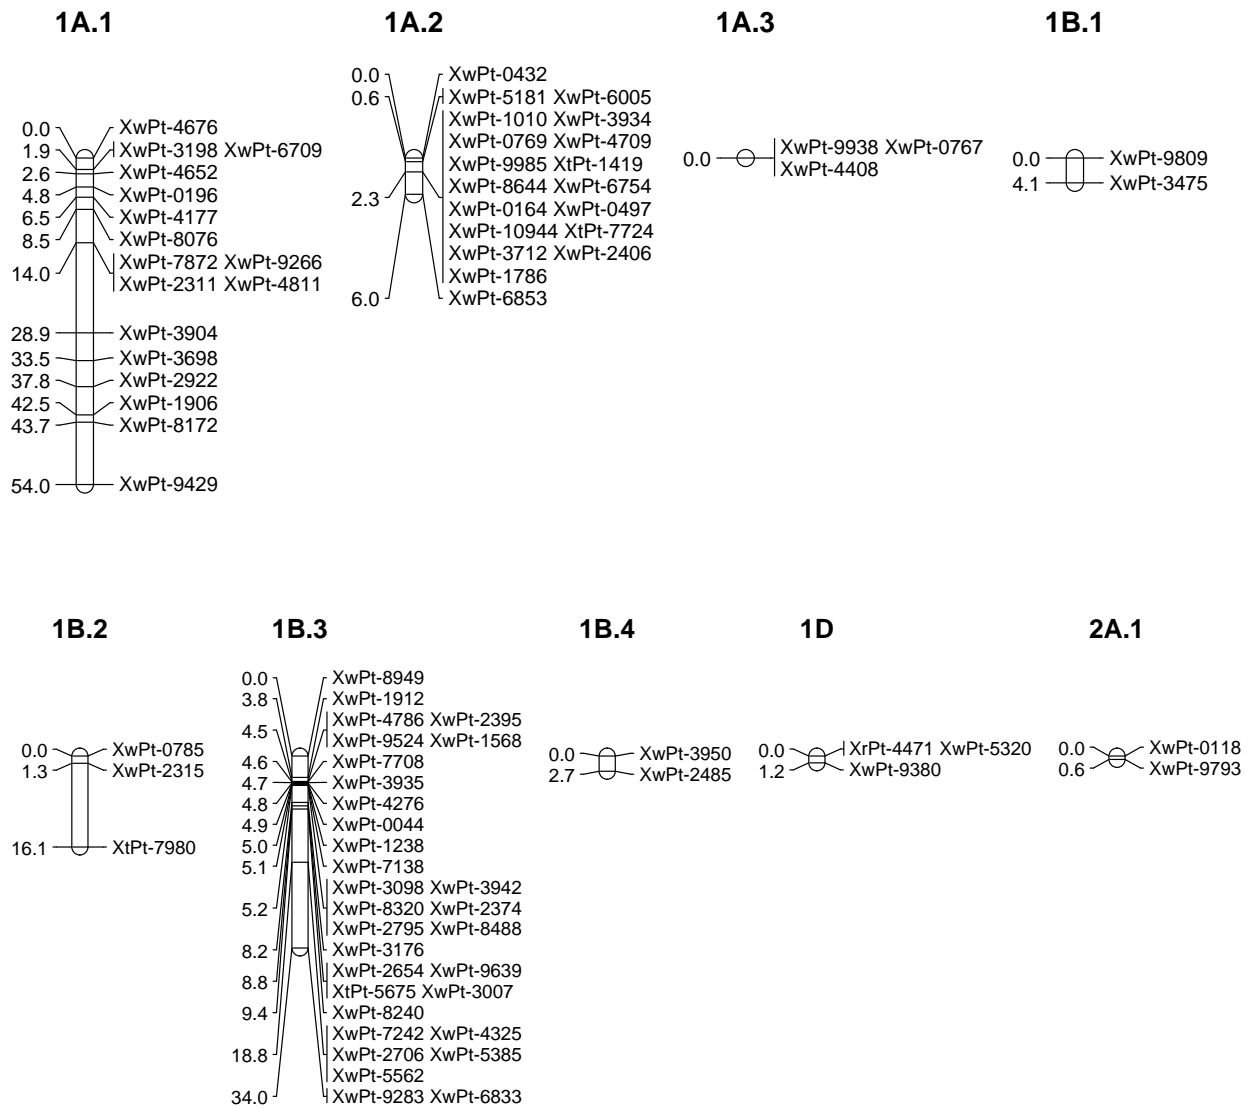 1A.1
0.0 XwPt-4676
1.9 XwPt-3198 XwPt-6709
2.6 XwPt-4652
4.8 XwPt-0196
6.5 XwPt-4177
8.5 XwPt-8076
14.0 XwPt-7872 XwPt-9266
XwPt-2311 XwPt-4811
28.9 XwPt-3904
33.5 XwPt-3698
37.8 XwPt-2922
42.5 XwPt-1906
43.7 XwPt-8172
54.0 XwPt-9429
1A.2
0.0 XwPt-0432
0.6 XwPt-5181 XwPt-6005
XwPt-1010 XwPt-3934
XwPt-0769 XwPt-4709
XwPt-9985 XtPt-1419
XwPt-8644 XwPt-6754
2.3 XwPt-0164 XwPt-0497
XwPt-10944 XtPt-7724
XwPt-3712 XwPt-2406
XwPt-1786
6.0 XwPt-6853
1A.3
0.0 XwPt-9938 XwPt-0767
XwPt-4408
1B.1
0.0 XwPt-9809
4.1 XwPt-3475
1B.2
0.0 XwPt-0785
1.3 XwPt-2315
16.1 XtPt-7980
1B.3
0.0 XwPt-8949
3.8 XwPt-1912
4.5 XwPt-4786 XwPt-2395
XwPt-9524 XwPt-1568
4.6 XwPt-7708
4.7 XwPt-3935
4.8 XwPt-4276
4.9 XwPt-0044
5.0 XwPt-1238
5.1 XwPt-7138
XwPt-3098 XwPt-3942
5.2 XwPt-8320 XwPt-2374
XwPt-2795 XwPt-8488
8.2 XwPt-3176
8.8 XwPt-2654 XwPt-9639
XtPt-5675 XwPt-3007
9.4 XwPt-8240
XwPt-7242 XwPt-4325
18.8 XwPt-2706 XwPt-5385
XwPt-5562
34.0 XwPt-9283 XwPt-6833
1B.4
0.0 XwPt-3950
2.7 XwPt-2485
1D
0.0 XrPt-4471 XwPt-5320
1.2 XwPt-9380
2A.1
0.0 XwPt-0118
0.6 XwPt-9793